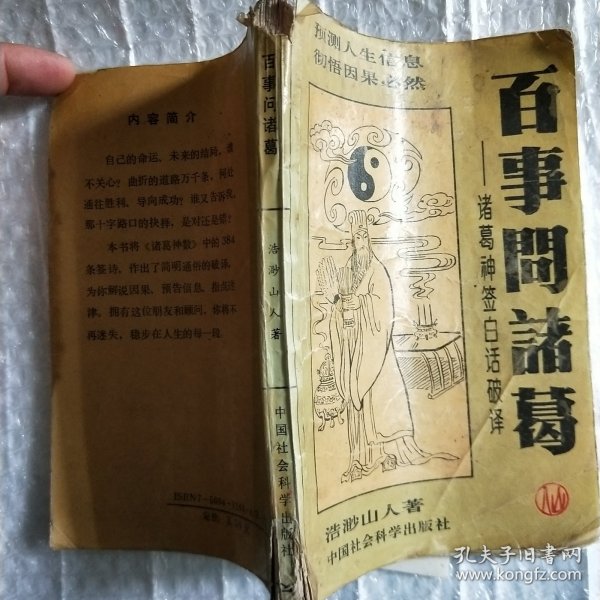 预测人生信息
彻悟因果必然
百事問諸葛
——诸葛神签白话破译
浩渺山人著
中国社会科学出版社
百事问诸葛
浩渺山人著
中国社会科学出版社
内容简介
自己的命运、未来的结局，谁
不关心？曲折的道路万千条，何处
通往胜利、导向成功？谁又告诉我，
那十字路口的抉择，是对还是错？
本书将《诸葛神数》中的384
条签诗，作出了简明通俗的破译，
为你解说因果、预告信息、指点迷
津。拥有这位朋友和顾问，你将不
再迷失，稳步在人生的每一段
ISBN7-5004-
定价:
孔夫子旧书网
www.kongfz.com